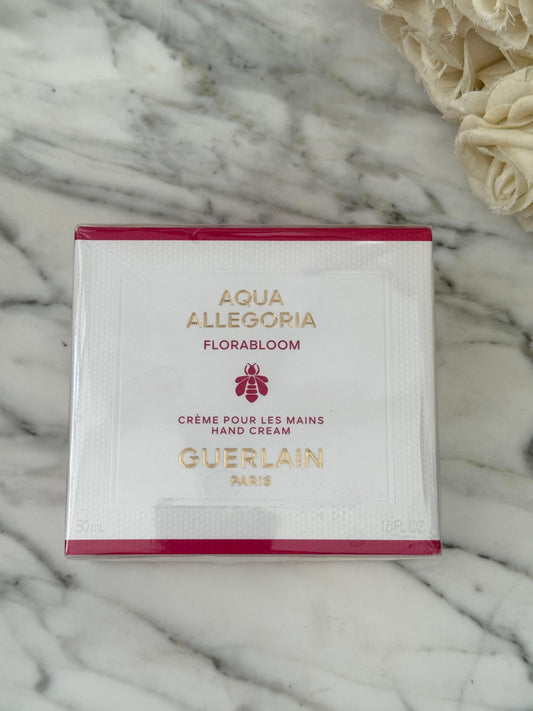 AQUA
ALLEGORIA
FLORABLOOM
CRÈME POUR LES MAINS
HAND CREAM
GUERLAIN
PARIS
50 mL 1.6 FL.OZ.